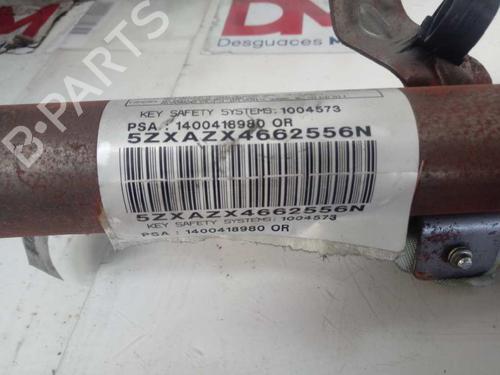 DM
Desguaces M
KEY SAFETY SYSTEMS: 1004573
PSA : 1400418980 OR
5ZXAZX4662556N
5ZXAZX4662556N
KEY SAFETY SYSTEMS: 1004573
PSA : 1400418980 OR
B-PARTS